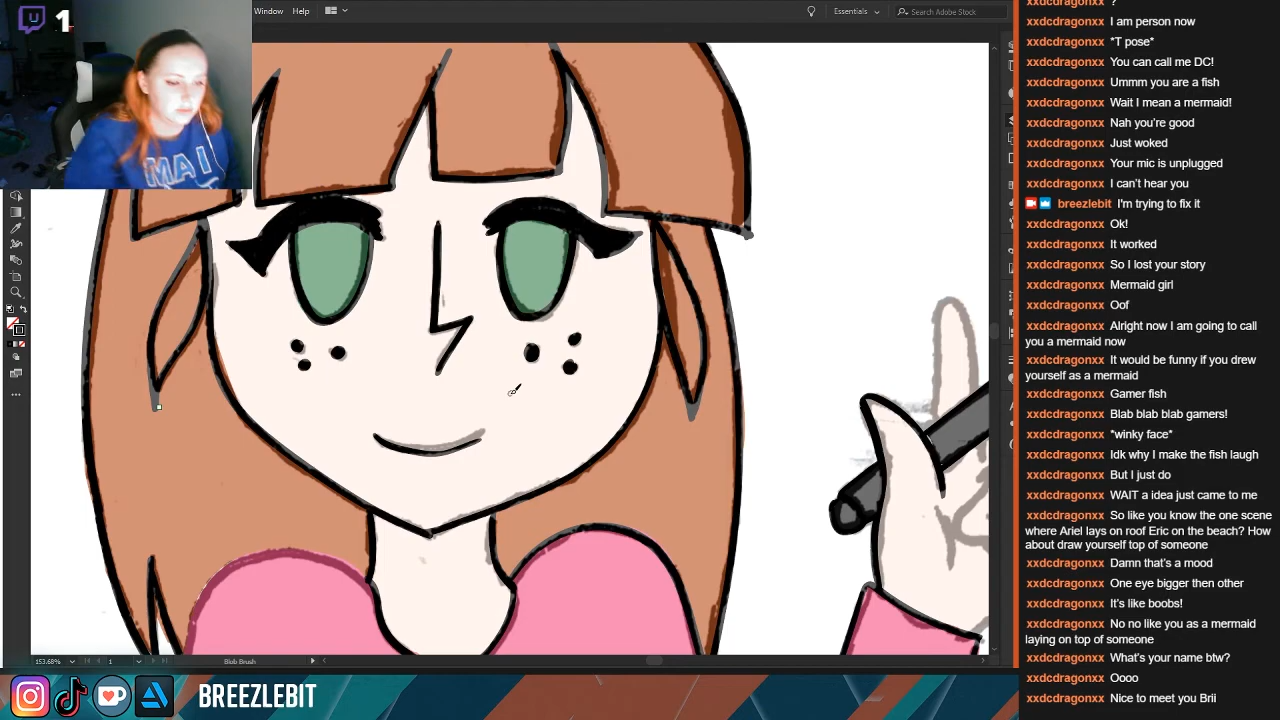 1
Window Help
Essentials
Search Adobe Stock
MAI
153.68%
1
Blob Brush
BREEZLEBIT
xxdcdragonxx ?
xxdcdragonxx I am person now
xxdcdragonxx *T pose*
xxdcdragonxx You can call me DC!
xxdcdragonxx Ummm you are a fish
xxdcdragonxx Wait I mean a mermaid!
xxdcdragonxx Nah you're good
xxdcdragonxx Just woked
xxdcdragonxx Your mic is unplugged
xxdcdragonxx I can't hear you
breezlebit I'm trying to fix it
xxdcdragonxx Ok!
xxdcdragonxx It worked
xxdcdragonxx So I lost your story
xxdcdragonxx Mermaid girl
xxdcdragonxx Oof
xxdcdragonxx Alright now I am going to call
you a mermaid now
xxdcdragonxx It would be funny if you drew
yourself as a mermaid
xxdcdragonxx Gamer fish
xxdcdragonxx Blab blab blab gamers!
xxdcdragonxx *winky face*
xxdcdragonxx Idk why I make the fish laugh
xxdcdragonxx But I just do
xxdcdragonxx WAIT a idea just came to me
xxdcdragonxx So like you know the one scene
where Ariel lays on roof Eric on the beach? How
about draw yourself top of someone
xxdcdragonxx Damn that's a mood
xxdcdragonxx One eye bigger then other
xxdcdragonxx It's like boobs!
xxdcdragonxx No no like you as a mermaid
laying on top of someone
xxdcdragonxx What's your name btw?
xxdcdragonxx Oooo
xxdcdragonxx Nice to meet you Brii